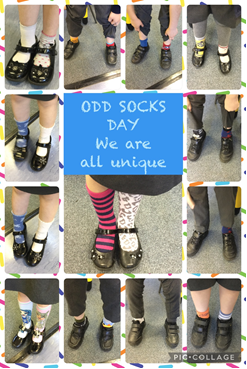 ODD SOCKS
DAY
We are
all unique
PIC•COLLAGE